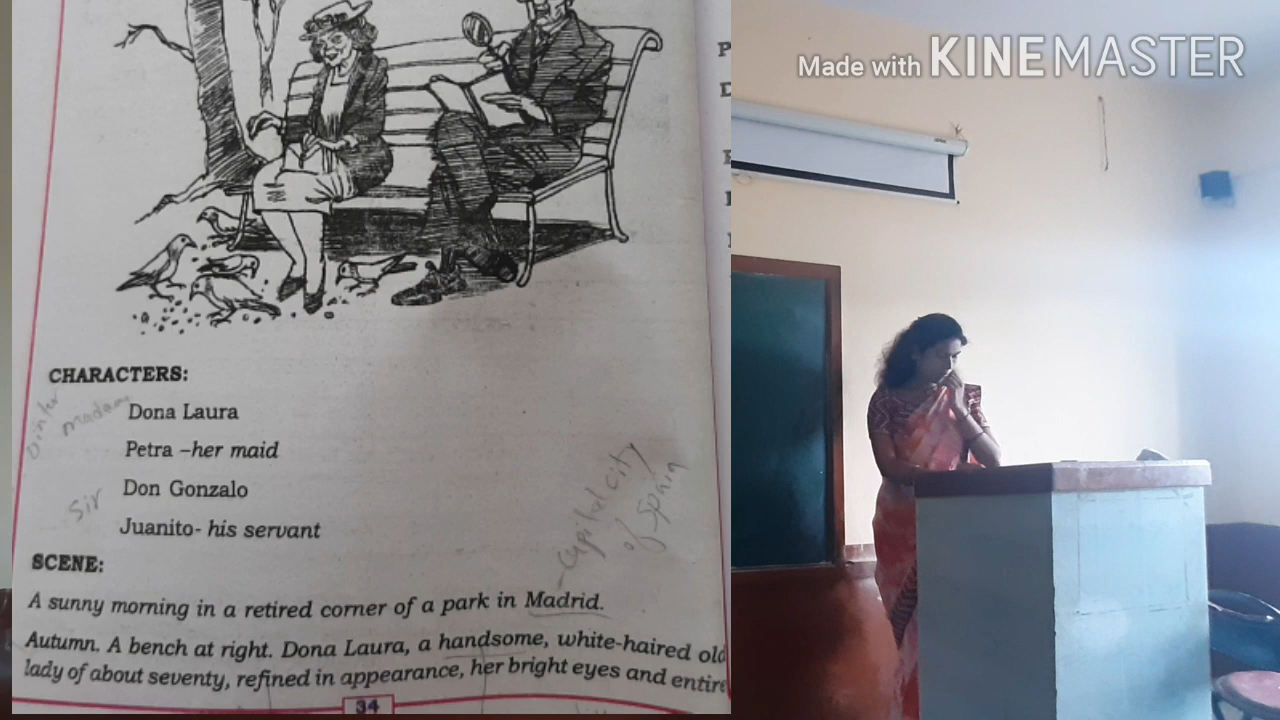 Made with KINEMASTER
CHARACTERS:
Dona Laura
madam
Petra –her maid
Don Gonzalo
Sir
Juanito- his servant
- Capital city
of Spain
SCENE:
A sunny morning in a retired corner of a park in Madrid.
Autumn. A bench at right. Dona Laura, a handsome, white-haired old
lady of about seventy, refined in appearance, her bright eyes and entire
34